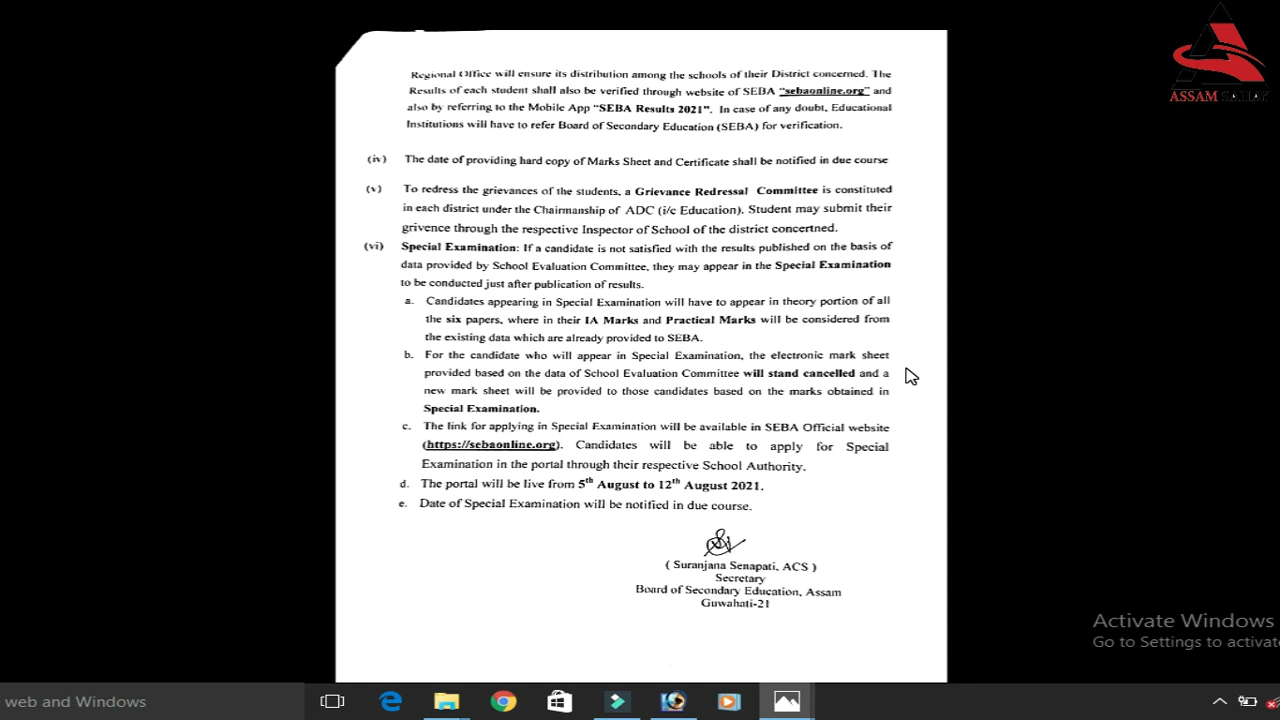 Regional Office will ensure its distribution among the schools of their District concerned. The
Results of each student shall also be verified through website of SEBA "sebaonline.org" and
also by referring to the Mobile App "SEBA Results 2021". In case of any doubt, Educational
Institutions will have to refer Board of Secondary Education (SEBA) for verification.
(iv) The date of providing hard copy of Marks Sheet and Certificate shall be notified in due course
(v) To redress the grievances of the students, a Grievance Redressal Committee is constituted
in each district under the Chairmanship of ADC (i/c Education). Student may submit their
grivence through the respective Inspector of School of the district concertned.
(vi) Special Examination: If a candidate is not satisfied with the results published on the basis of
data provided by School Evaluation Committee, they may appear in the Special Examination
to be conducted just after publication of results.
a. Candidates appearing in Special Examination will have to appear in theory portion of all
the six papers, where in their IA Marks and Practical Marks will be considered from
the existing data which are already provided to SEBA.
b. For the candidate who will appear in Special Examination, the electronic mark sheet
provided based on the data of School Evaluation Committee will stand cancelled and a
new mark sheet will be provided to those candidates based on the marks obtained in
Special Examination.
c. The link for applying in Special Examination will be available in SEBA Official website
(https://sebaonline.org). Candidates will be able to apply for Special
Examination in the portal through their respective School Authority.
d. The portal will be live from 5th August to 12th August 2021.
e. Date of Special Examination will be notified in due course.
( Suranjana Senapati, ACS )
Secretary
Board of Secondary Education, Assam
Guwahati-21
ASSAM
Activate Windows
Go to Settings to activate
web and Windows